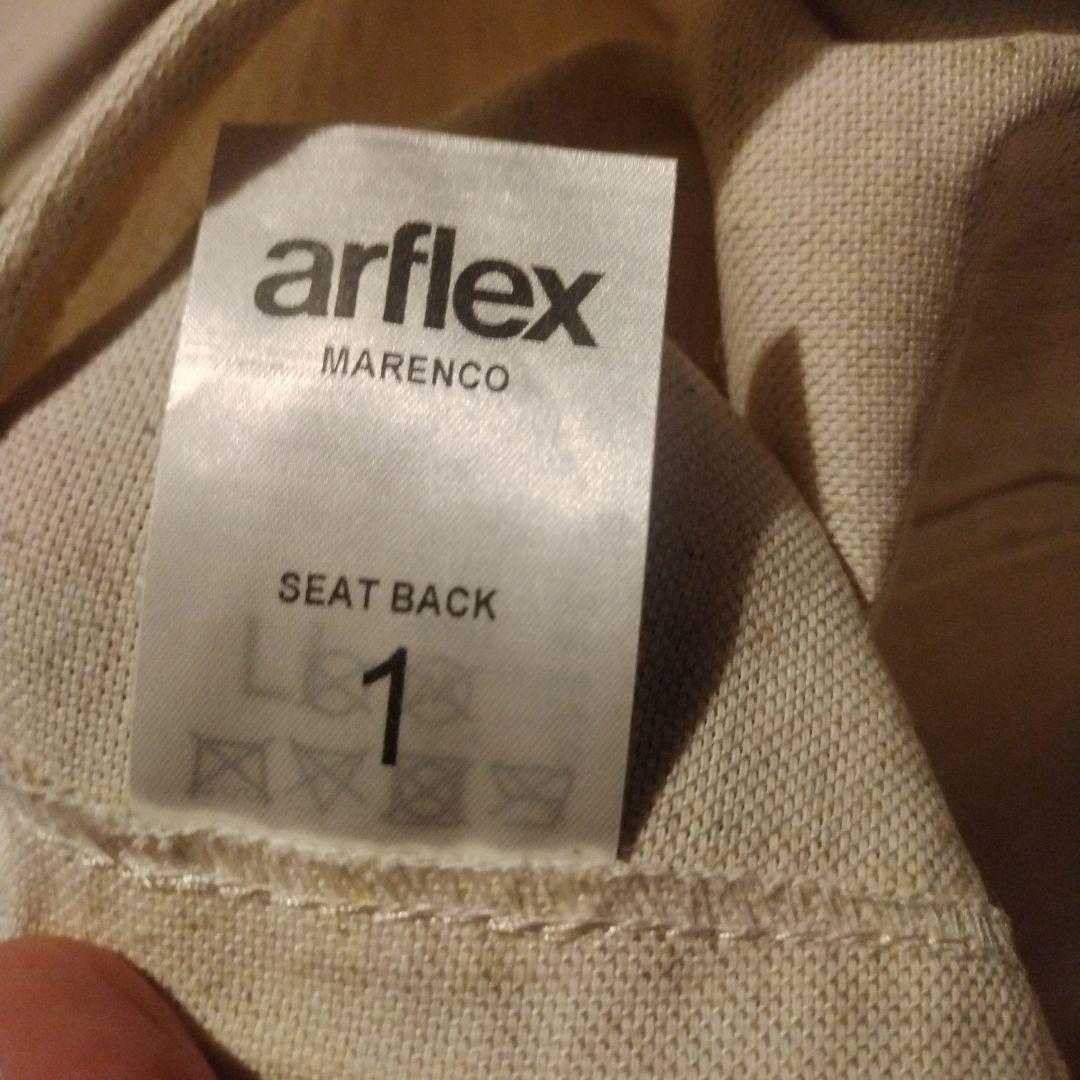 arflex
MARENCO
SEAT BACK
1